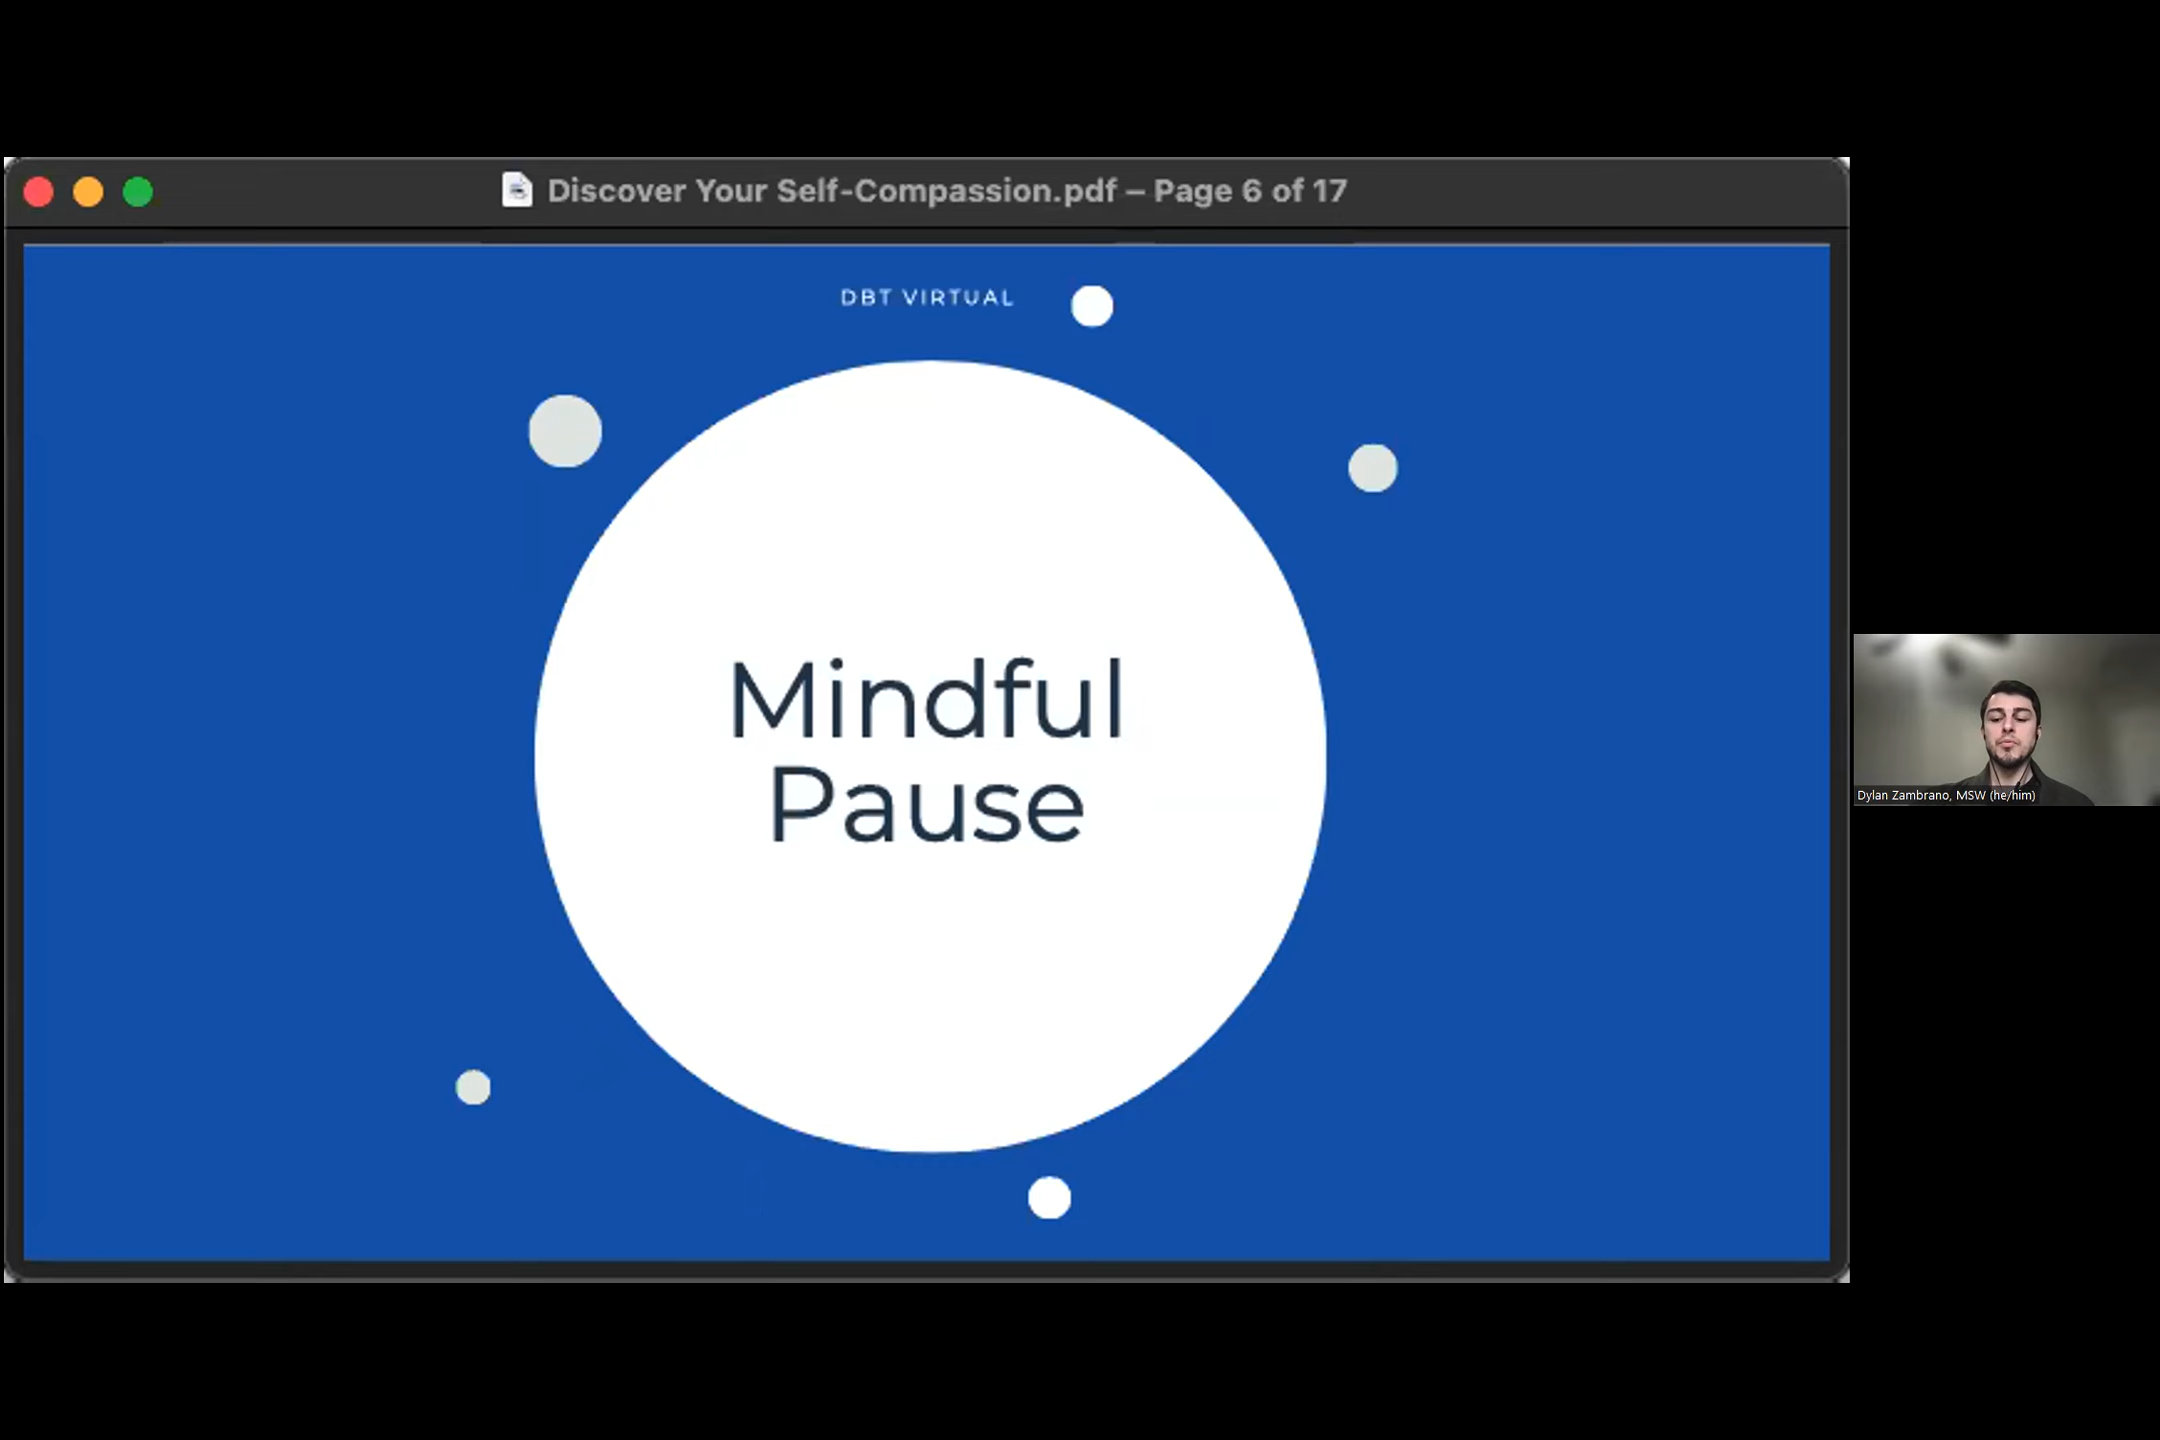 Discover Your Self-Compassion.pdf – Page 6 of 17
DBT VIRTUAL
Mindful
Pause
Dylan Zambrano, MSW (he/him)